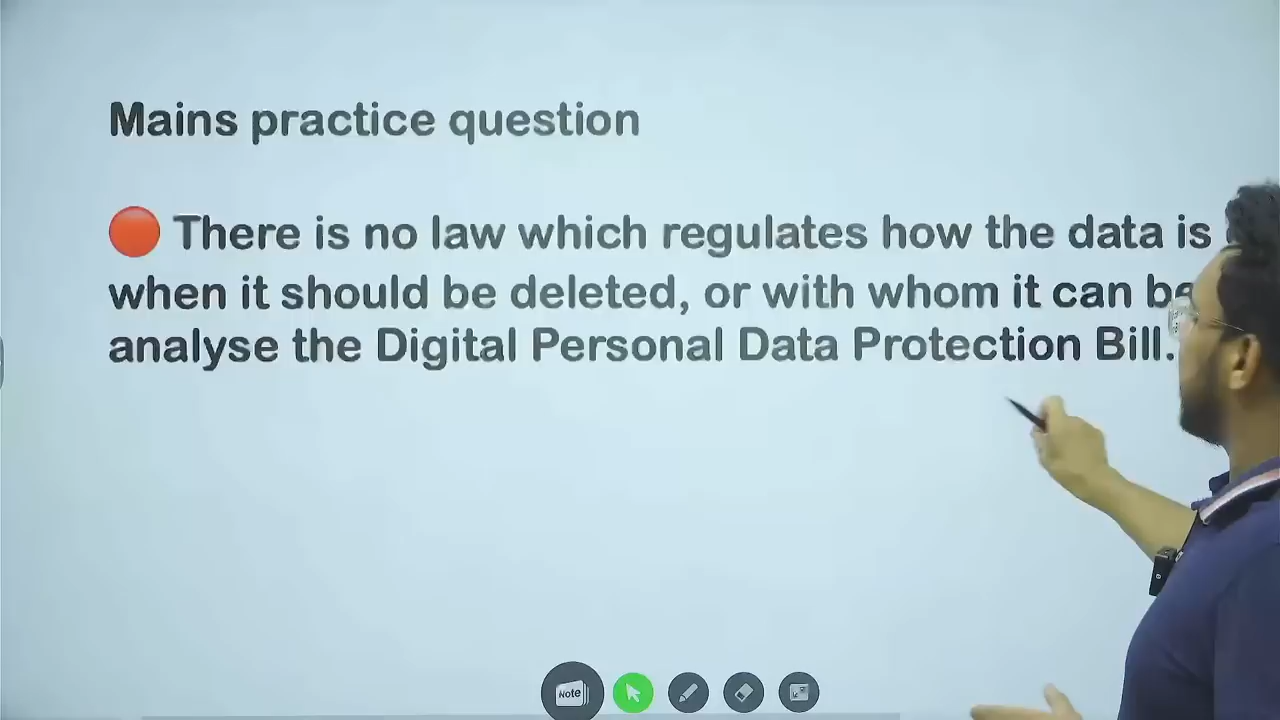 Mains practice question
There is no law which regulates how the data is
when it should be deleted, or with whom it can be
analyse the Digital Personal Data Protection Bill.
Note